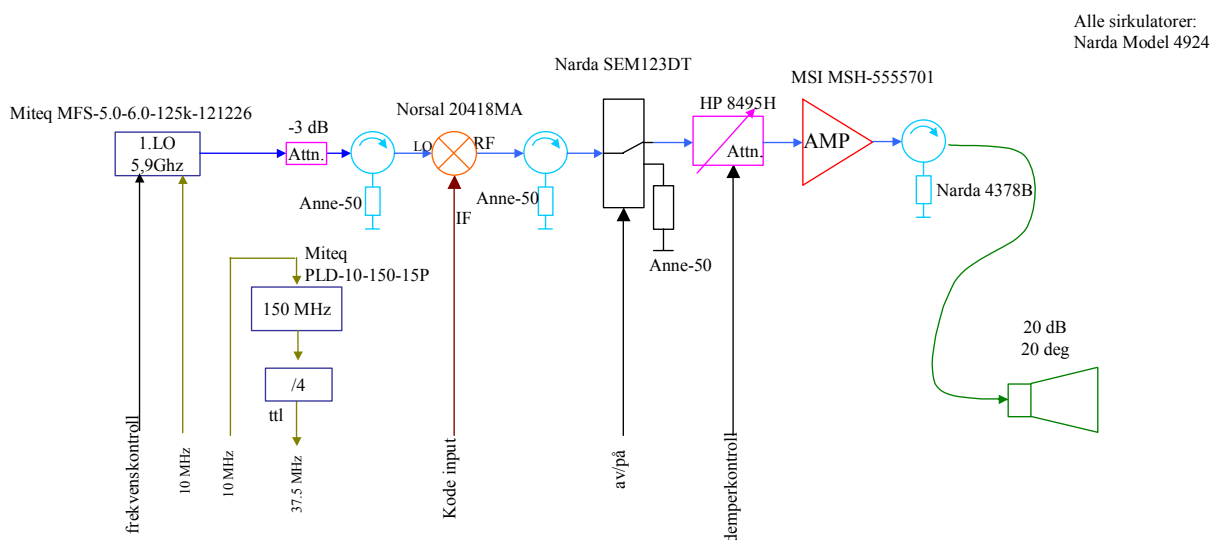 Alle sirkulatorer:
Narda Model 4924
Narda SEM123DT
MSI MSH-5555701
HP 8495H
Norsal 20418MA
Miteq MFS-5.0-6.0-125k-121226
-3 dB
1.LO
5,9Ghz
Attn.
LO
RF
Attn.
AMP
Anne-50
IF
Anne-50
Anne-50
Narda 4378B
Miteq
PLD-10-150-15P
150 MHz
/4
ttl
20 dB
20 deg
frekvenskontroll
10 MHz
10 MHz
37.5 MHz
Kode input
av/på
demperkontroll